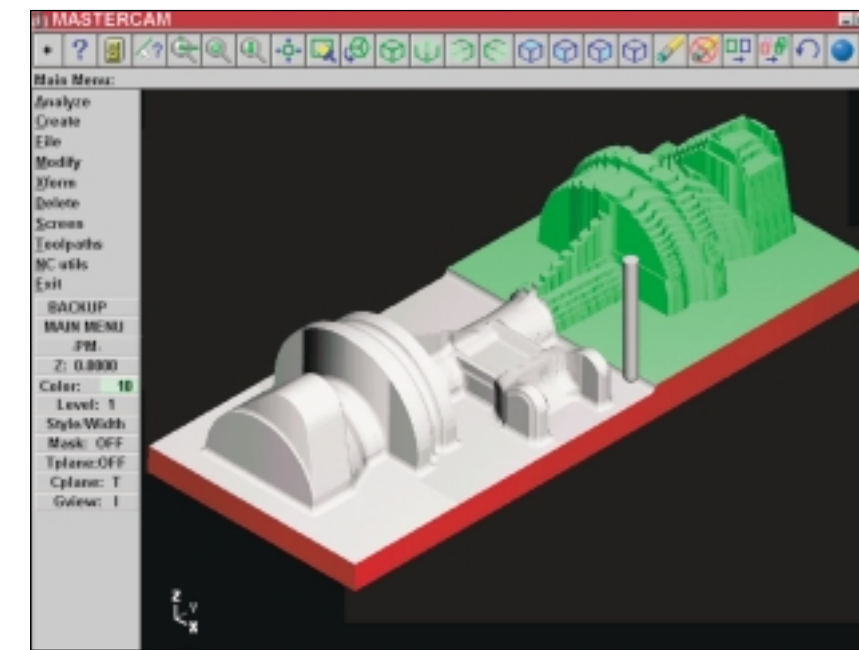 MASTERCAM
?
?
Main Menu:
Analyze
Create
File
Modify
Xform
Delete
Screen
Toolpaths
NC utils
Exit
BACKUP
MAIN MENU
-PM-
Z: 0.0000
Color: 10
Level: 1
Style/Width
Mask: OFF
Tplane:OFF
Cplane: T
Gview: I
Z
Y
X